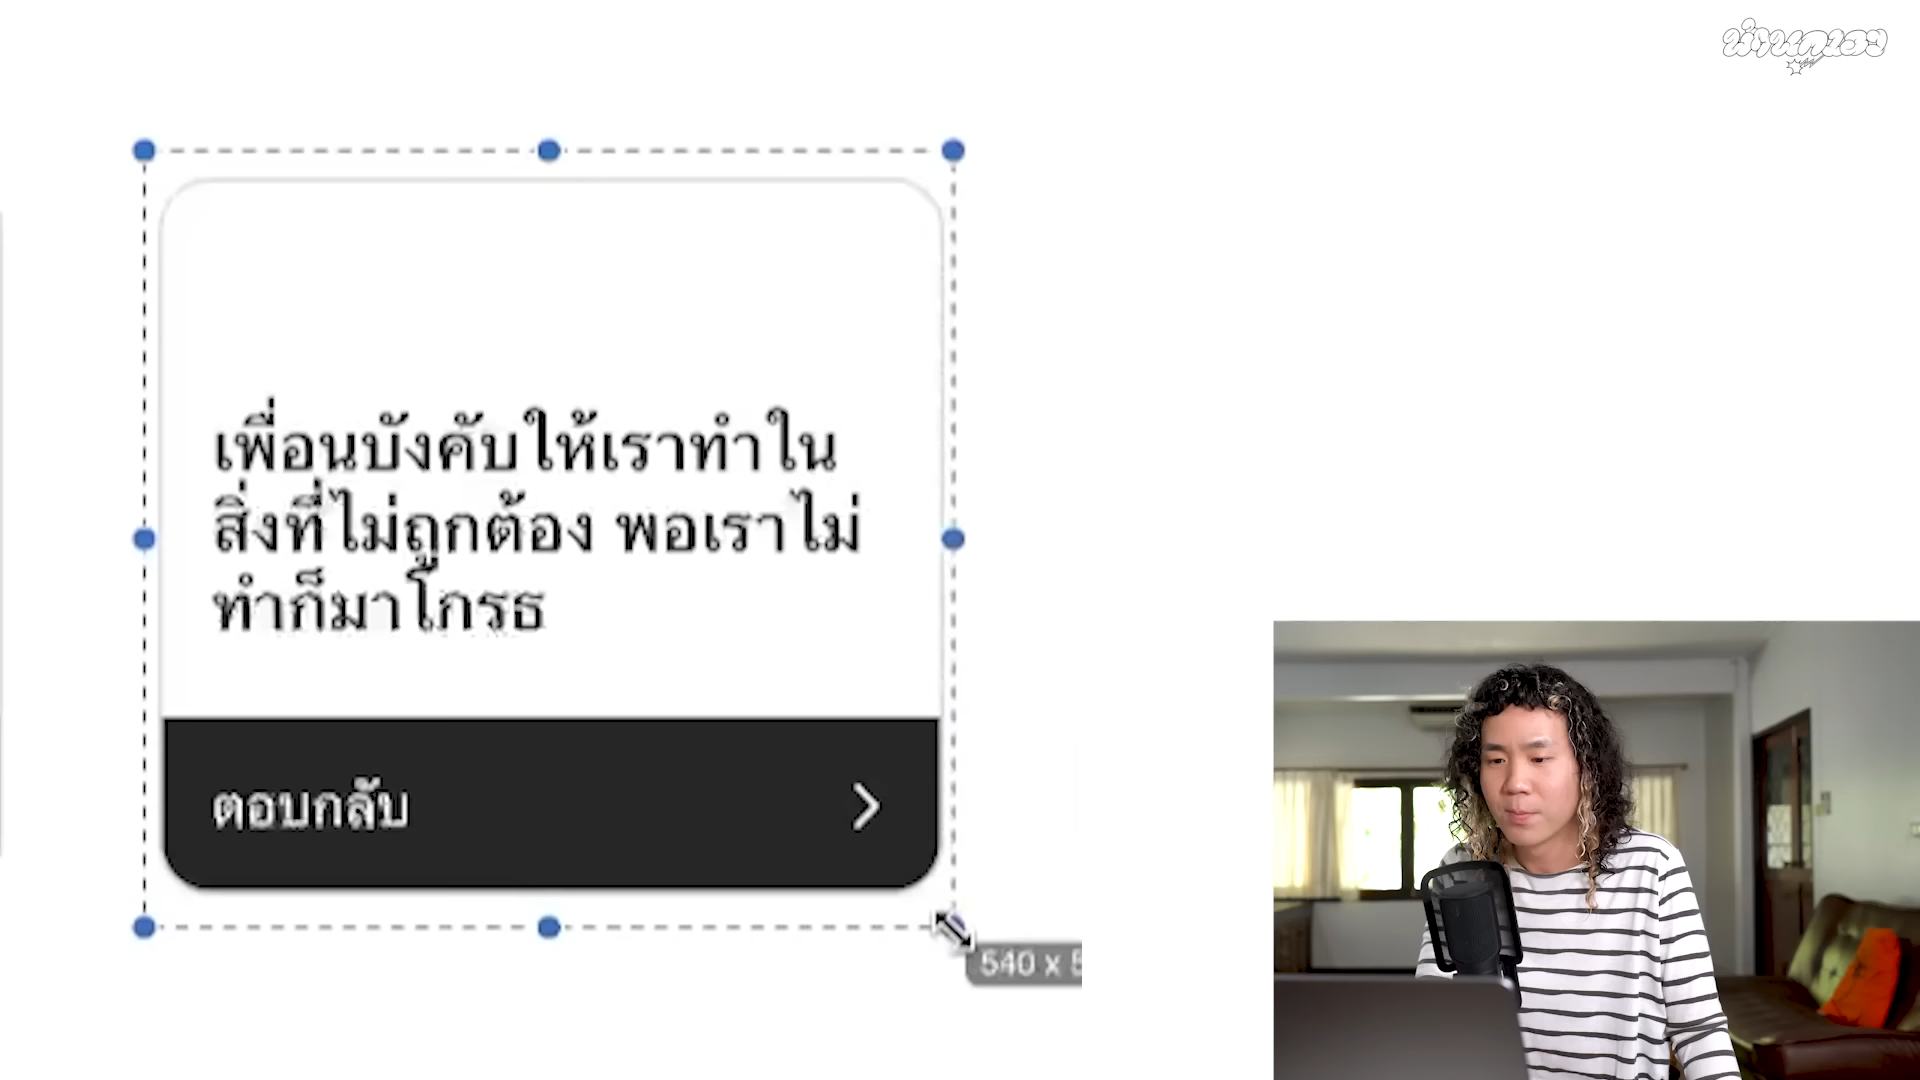 เพื่อนบังคับให้เราทำใน
สิ่งที่ไม่ถูกต้อง พอเราไม่
ทำก็มาโกรธ
ตอบกลับ
540 x 5